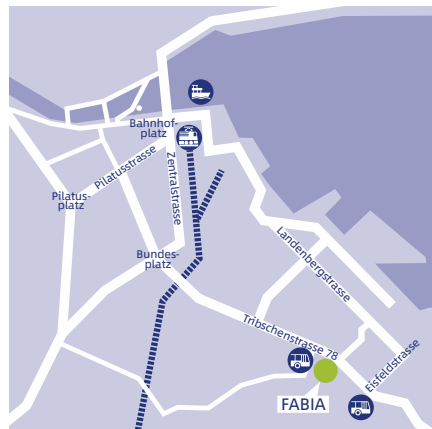 Bahnhof-
platz
Pilatusstrasse
Zentralstrasse
Pilatus-
platz
Bundes-
platz
Landenbergstrasse
Tribschenstrasse 78
Eisfeldstrasse
FABIA